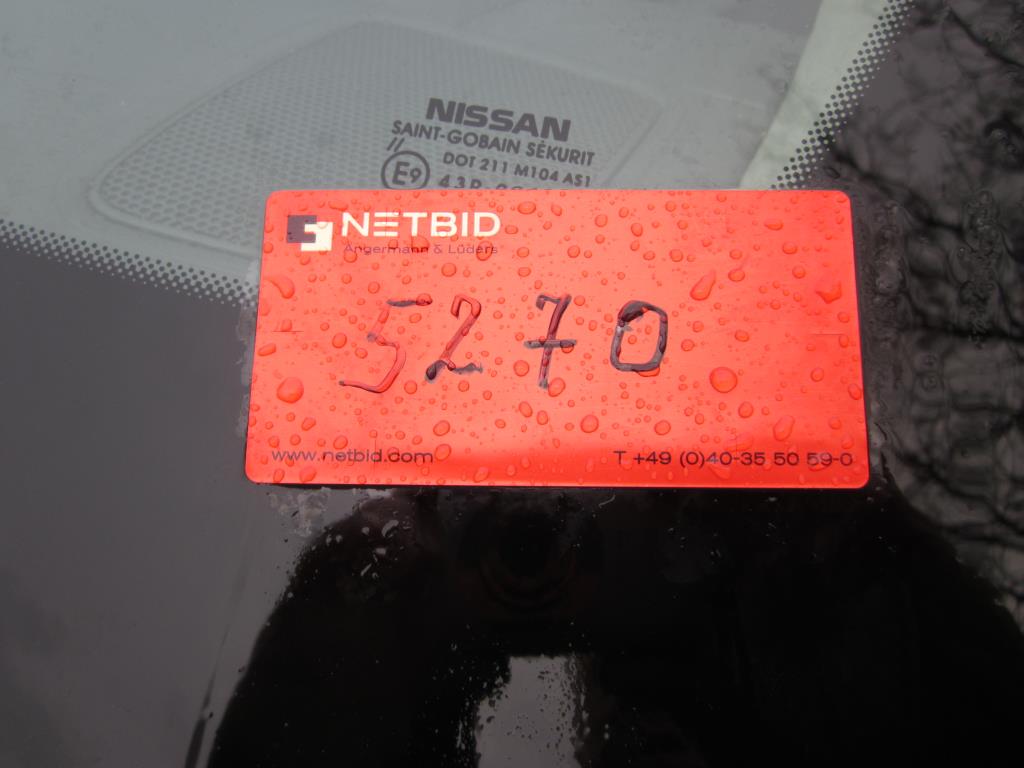 NISSAN
SAINT-GOBAIN SEKURIT
//
DOT 211 M104 AS1
E9
NETBID
Angermann & Lüders
5270
www.netbid.com
T +49 (0)40-35 50 59-0